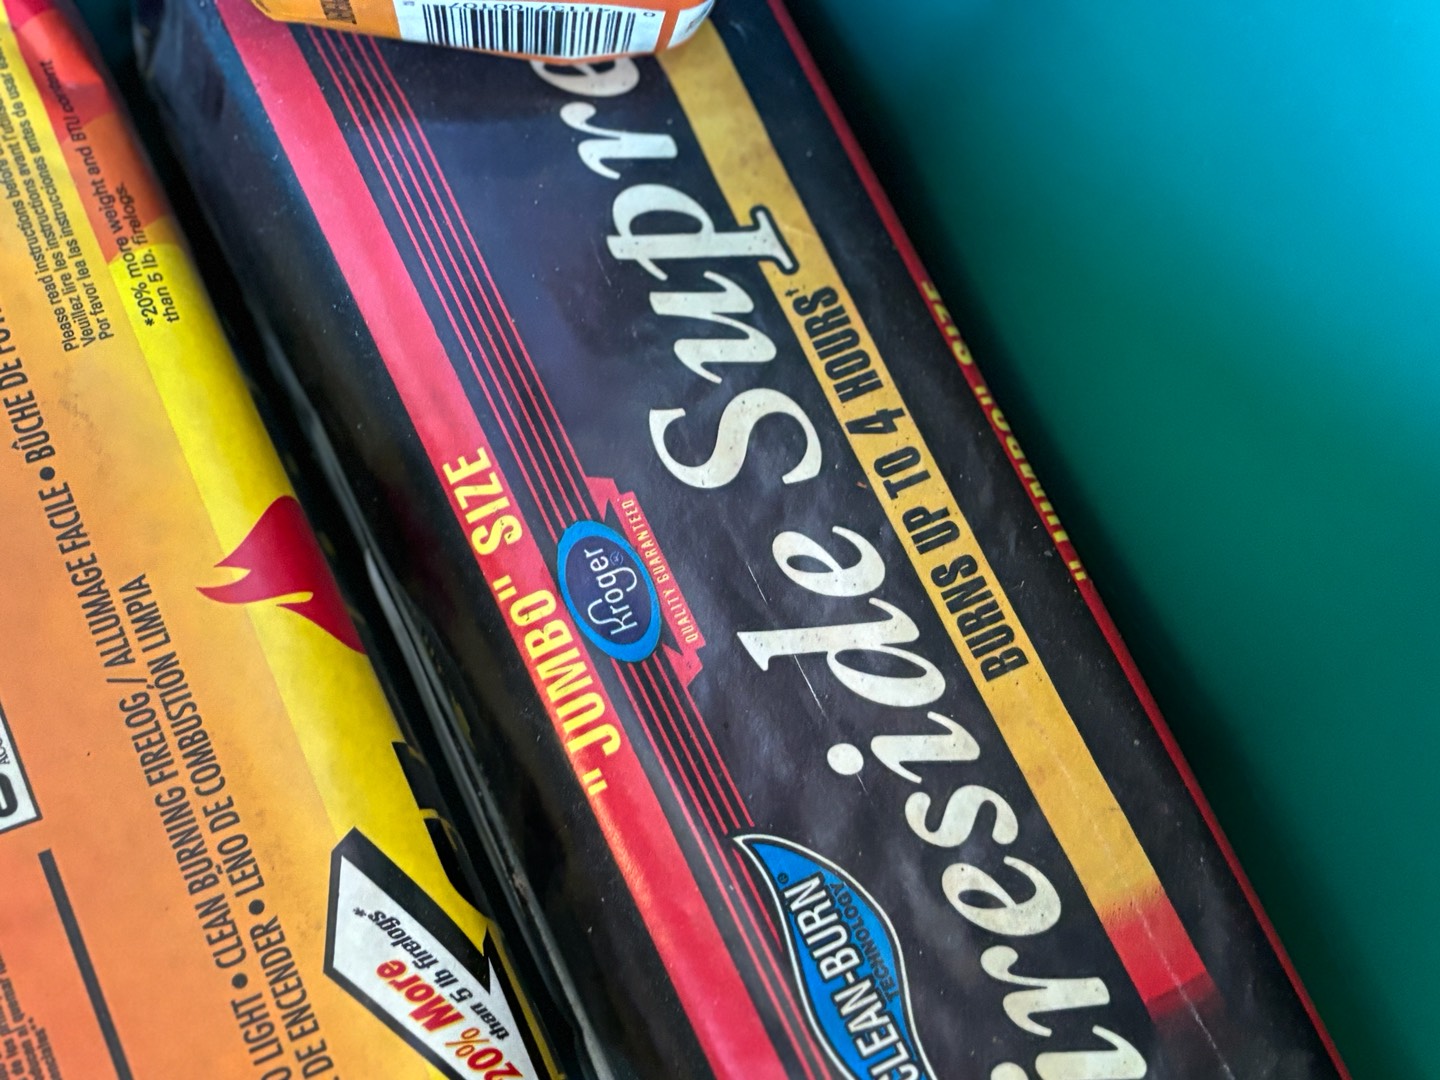 Please read instructions before
Veuillez lire les instructions avant
Por favor lea las instrucciones antes de usar
*20% more weight and BTU content
than 5 lb. firelogs.
LIGHT • CLEAN BURNING FIRELOG / ALLUMAGE FACILE • BÛCHE DE
DE ENCENDER • LEÑO DE COMBUSTIÓN LIMPIA
20% More
than 5 lb firelogs*
"JUMBO" SIZE
Kroger®
QUALITY GUARANTEED
CLEAN-BURN®
TECHNOLOGY
ireside Supre
BURNS UP TO 4 HOURS†
"JUMBO" SIZE